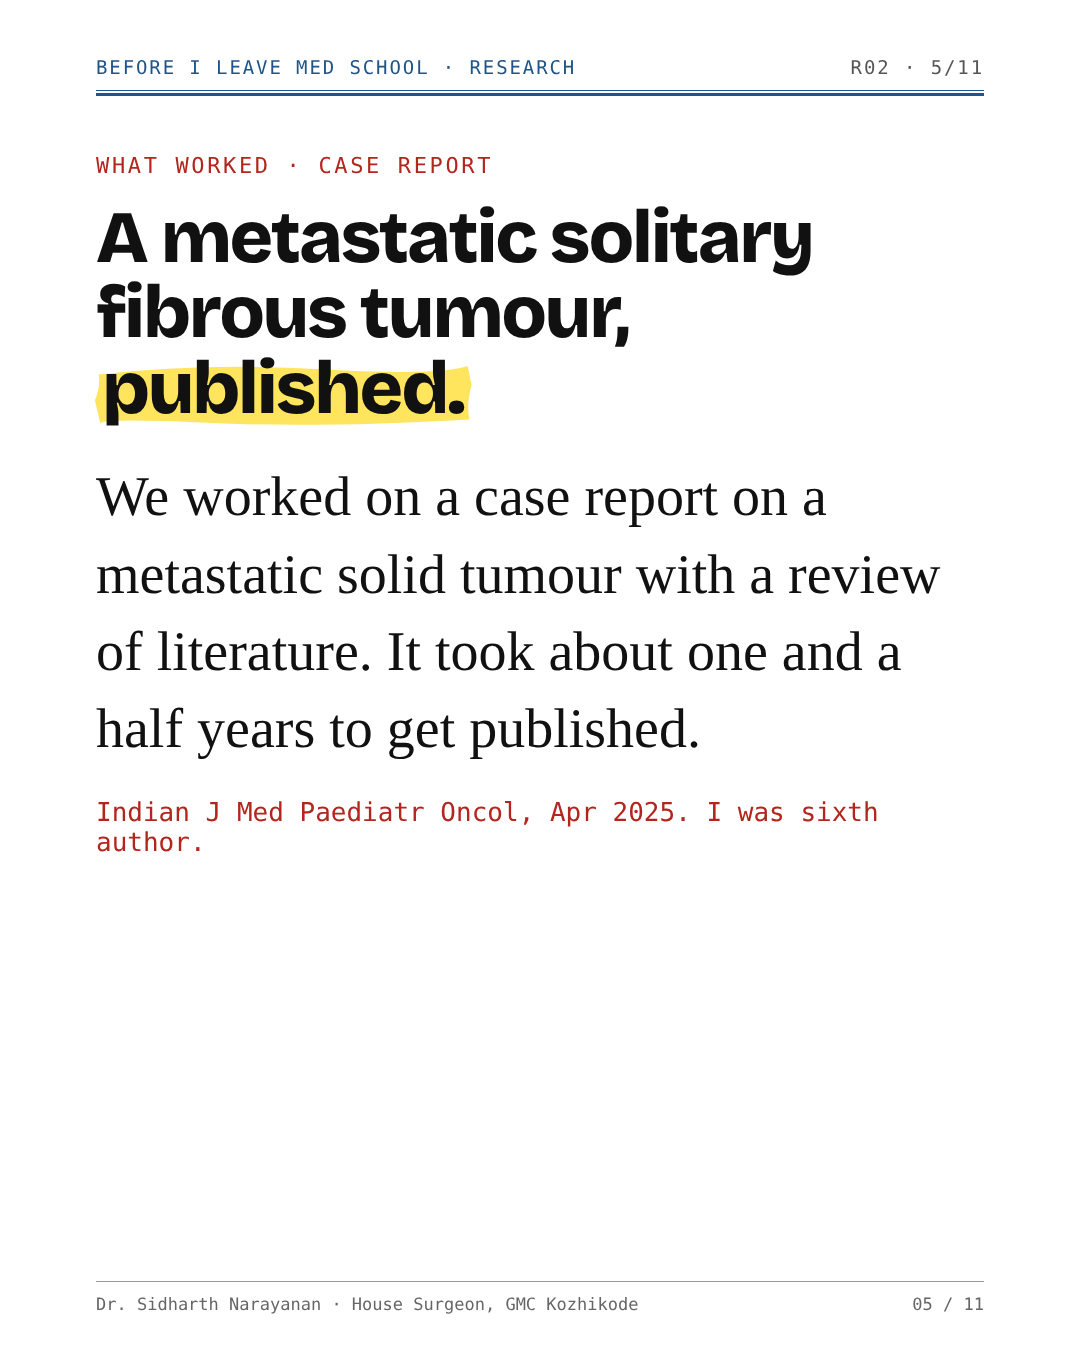 BEFORE I LEAVE MED SCHOOL · RESEARCH
R02 · 5/11
WHAT WORKED · CASE REPORT
A metastatic solitary
fibrous tumour,
published.
We worked on a case report on a
metastatic solid tumour with a review
of literature. It took about one and a
half years to get published.
Indian J Med Paediatr Oncol, Apr 2025. I was sixth
author.
Dr. Sidharth Narayanan · House Surgeon, GMC Kozhikode
05 / 11